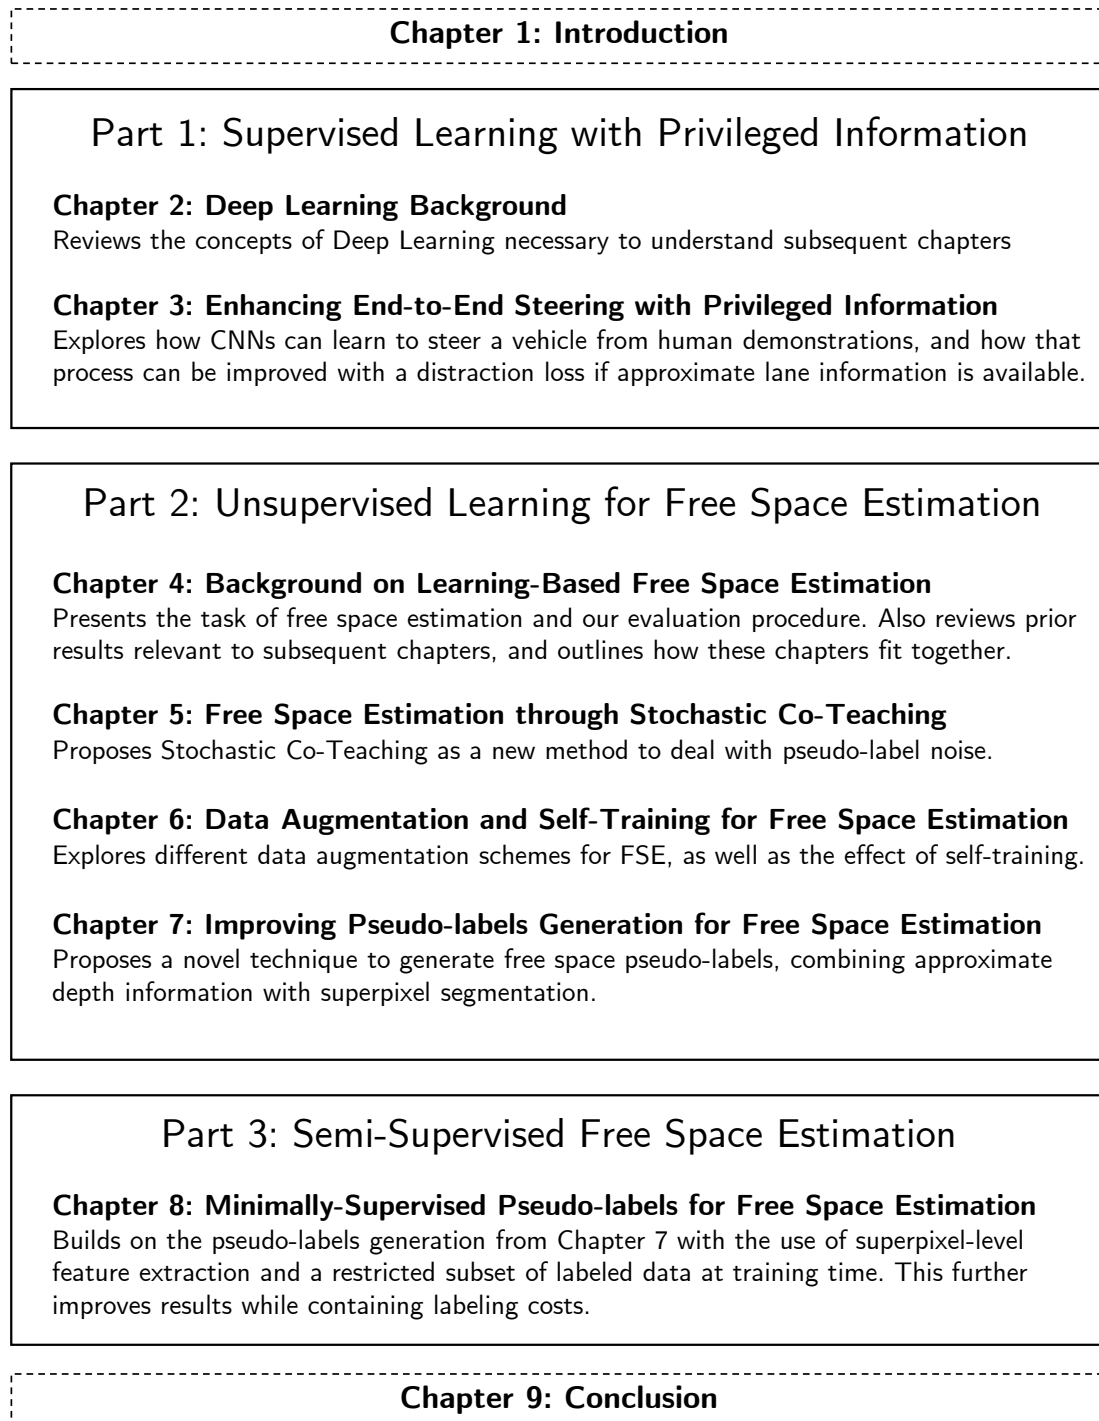 Chapter 1: Introduction
Part 1: Supervised Learning with Privileged Information
Chapter 2: Deep Learning Background
Reviews the concepts of Deep Learning necessary to understand subsequent chapters
Chapter 3: Enhancing End-to-End Steering with Privileged Information
Explores how CNNs can learn to steer a vehicle from human demonstrations, and how that
process can be improved with a distraction loss if approximate lane information is available.
Part 2: Unsupervised Learning for Free Space Estimation
Chapter 4: Background on Learning-Based Free Space Estimation
Presents the task of free space estimation and our evaluation procedure. Also reviews prior
results relevant to subsequent chapters, and outlines how these chapters fit together.
Chapter 5: Free Space Estimation through Stochastic Co-Teaching
Proposes Stochastic Co-Teaching as a new method to deal with pseudo-label noise.
Chapter 6: Data Augmentation and Self-Training for Free Space Estimation
Explores different data augmentation schemes for FSE, as well as the effect of self-training.
Chapter 7: Improving Pseudo-labels Generation for Free Space Estimation
Proposes a novel technique to generate free space pseudo-labels, combining approximate
depth information with superpixel segmentation.
Part 3: Semi-Supervised Free Space Estimation
Chapter 8: Minimally-Supervised Pseudo-labels for Free Space Estimation
Builds on the pseudo-labels generation from Chapter 7 with the use of superpixel-level
feature extraction and a restricted subset of labeled data at training time. This further
improves results while containing labeling costs.
Chapter 9: Conclusion